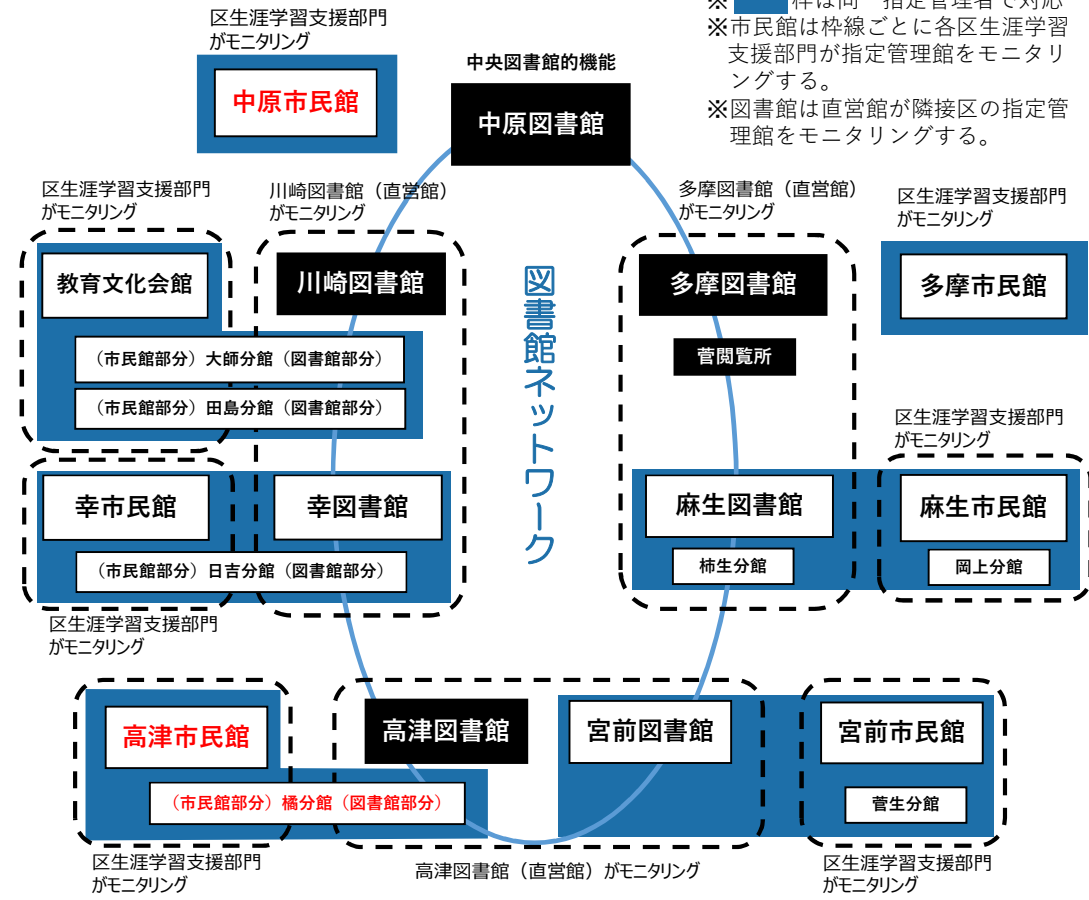 区生涯学習支援部門
がモニタリング
中原市民館
中央図書館的機能
中原図書館
枠は同一指定管理者で対応
※市民館は枠線ごとに各区生涯学習
支援部門が指定管理館をモニタリ
ングする。
※図書館は直営館が隣接区の指定管
理館をモニタリングする。
区生涯学習支援部門
がモニタリング
川崎図書館（直営館）
がモニタリング
多摩図書館（直営館）
がモニタリング
区生涯学習支援部門
がモニタリング
教育文化会館
川崎図書館
（市民館部分）大師分館（図書館部分）
（市民館部分）田島分館（図書館部分）
図書館ネットワーク
多摩図書館
菅閲覧所
多摩市民館
区生涯学習支援部門
がモニタリング
幸市民館
幸図書館
（市民館部分）日吉分館（図書館部分）
区生涯学習支援部門
がモニタリング
麻生図書館
柿生分館
麻生市民館
岡上分館
高津市民館
（市民館部分）橘分館（図書館部分）
高津図書館
宮前図書館
宮前市民館
菅生分館
区生涯学習支援部門
がモニタリング
高津図書館（直営館）がモニタリング
区生涯学習支援部門
がモニタリング